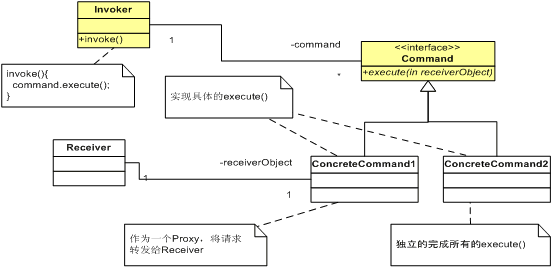 Invoker
+invoke()
1
-command
*
<<interface>>
Command
+execute(in receiverObject)
invoke(){
command.execute();
}
实现具体的execute()
Receiver
1
-receiverObject
1
ConcreteCommand1
ConcreteCommand2
作为一个Proxy，将请求
转发给Receiver
独立的完成所有的execute()